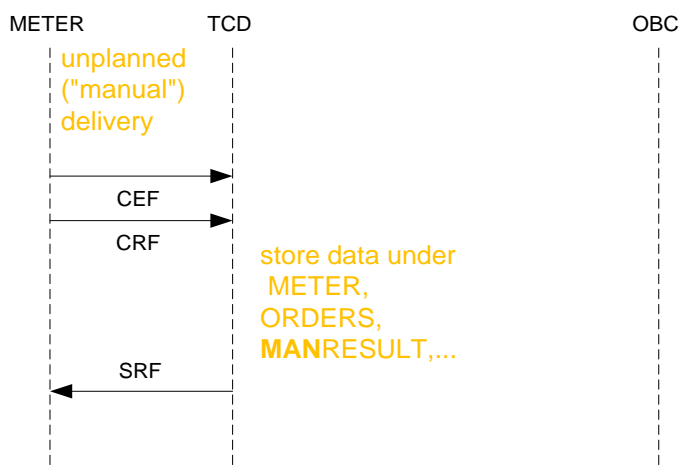 METER TCD OBC
unplanned
("manual")
delivery
CEF
CRF
store data under
METER,
ORDERS,
MANRESULT,...
SRF